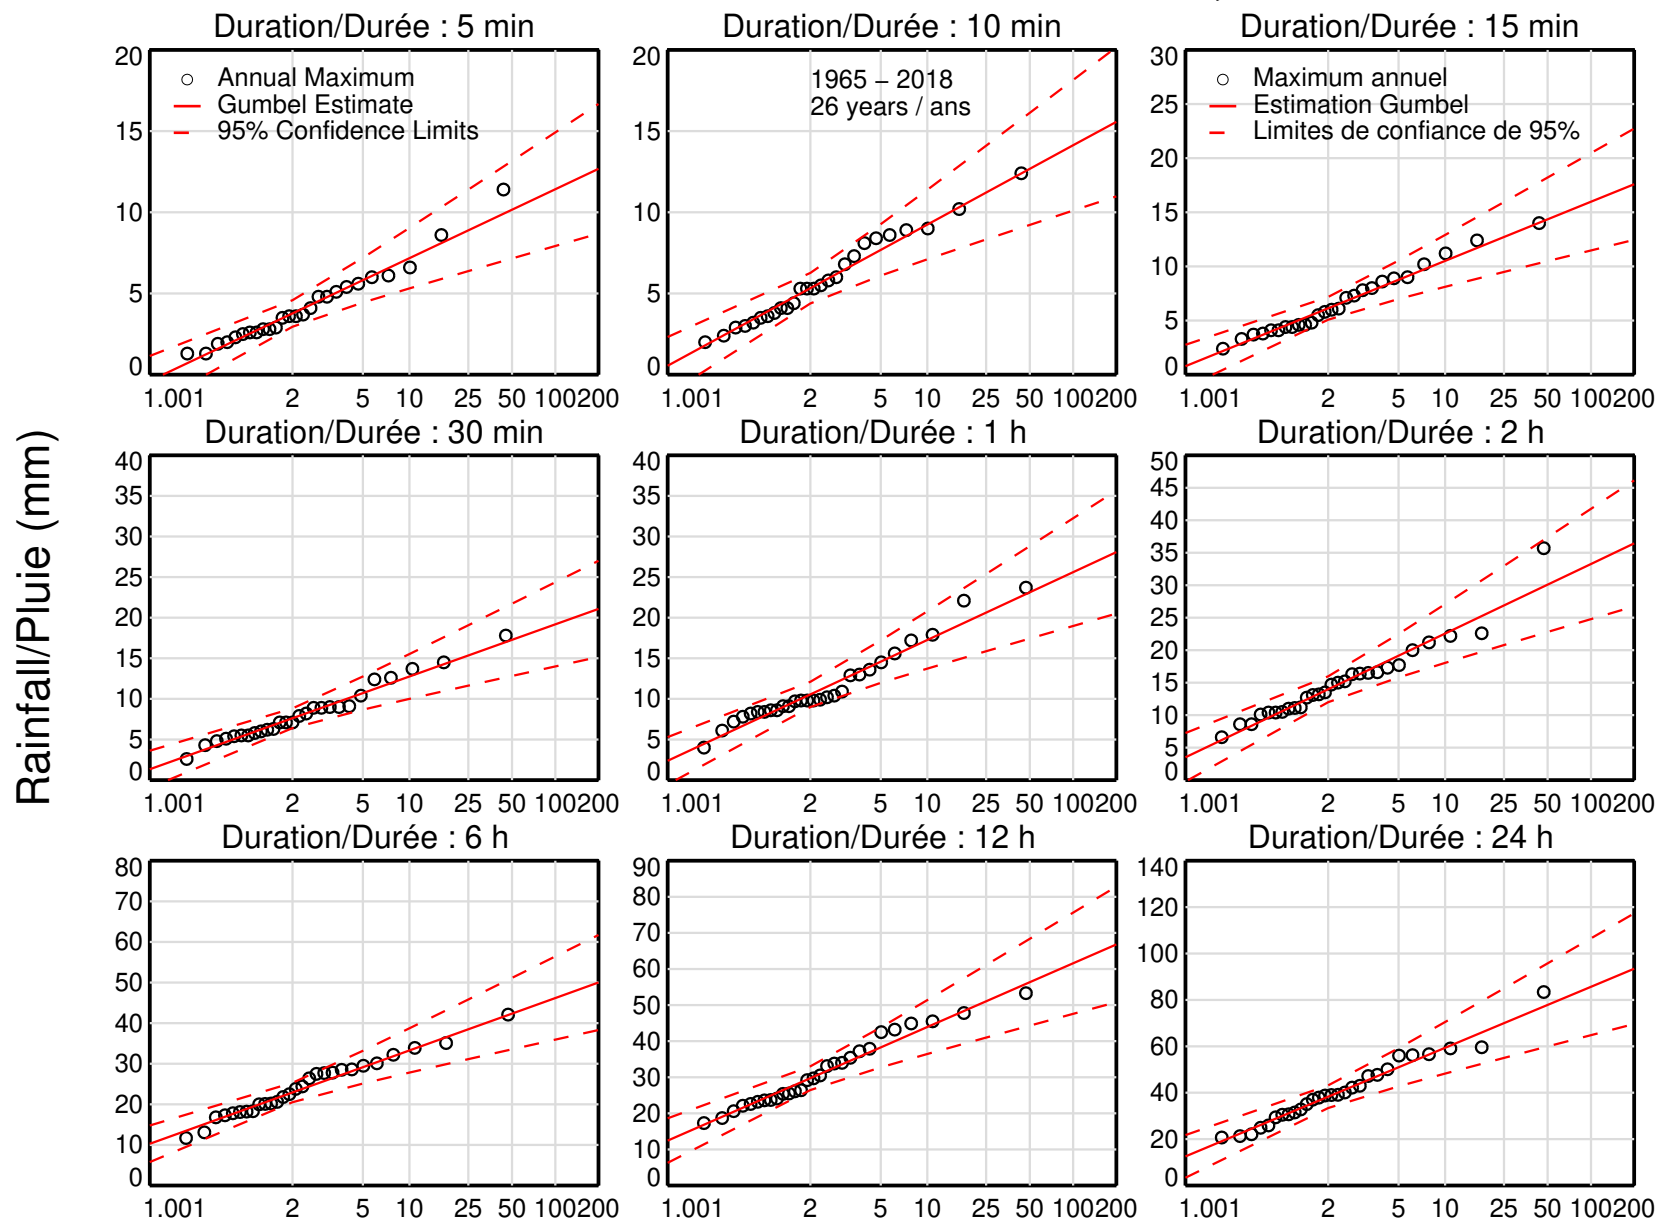 Duration/Durée : 5 min
Duration/Durée : 10 min
Duration/Durée : 15 min
20
15
10
5
0
Annual Maximum
Gumbel Estimate
95% Confidence Limits
1.001 2 5 10 25 50 100200
20
15
10
5
0
1965 – 2018
26 years / ans
1.001 2 5 10 25 50 100200
30
25
20
15
10
5
0
Maximum annuel
Estimation Gumbel
Limites de confiance de 95%
1.001 2 5 10 25 50 100200
Rainfall/Pluie (mm)
Duration/Durée : 30 min
Duration/Durée : 1 h
Duration/Durée : 2 h
40
35
30
25
20
15
10
5
0
1.001 2 5 10 25 50 100200
40
35
30
25
20
15
10
5
0
1.001 2 5 10 25 50 100200
50
45
40
35
30
25
20
15
10
5
0
1.001 2 5 10 25 50 100200
Duration/Durée : 6 h
Duration/Durée : 12 h
Duration/Durée : 24 h
80
70
60
50
40
30
20
10
0
1.001 2 5 10 25 50 100200
90
80
70
60
50
40
30
20
10
0
1.001 2 5 10 25 50 100200
140
120
100
80
60
40
20
0
1.001 2 5 10 25 50 100200